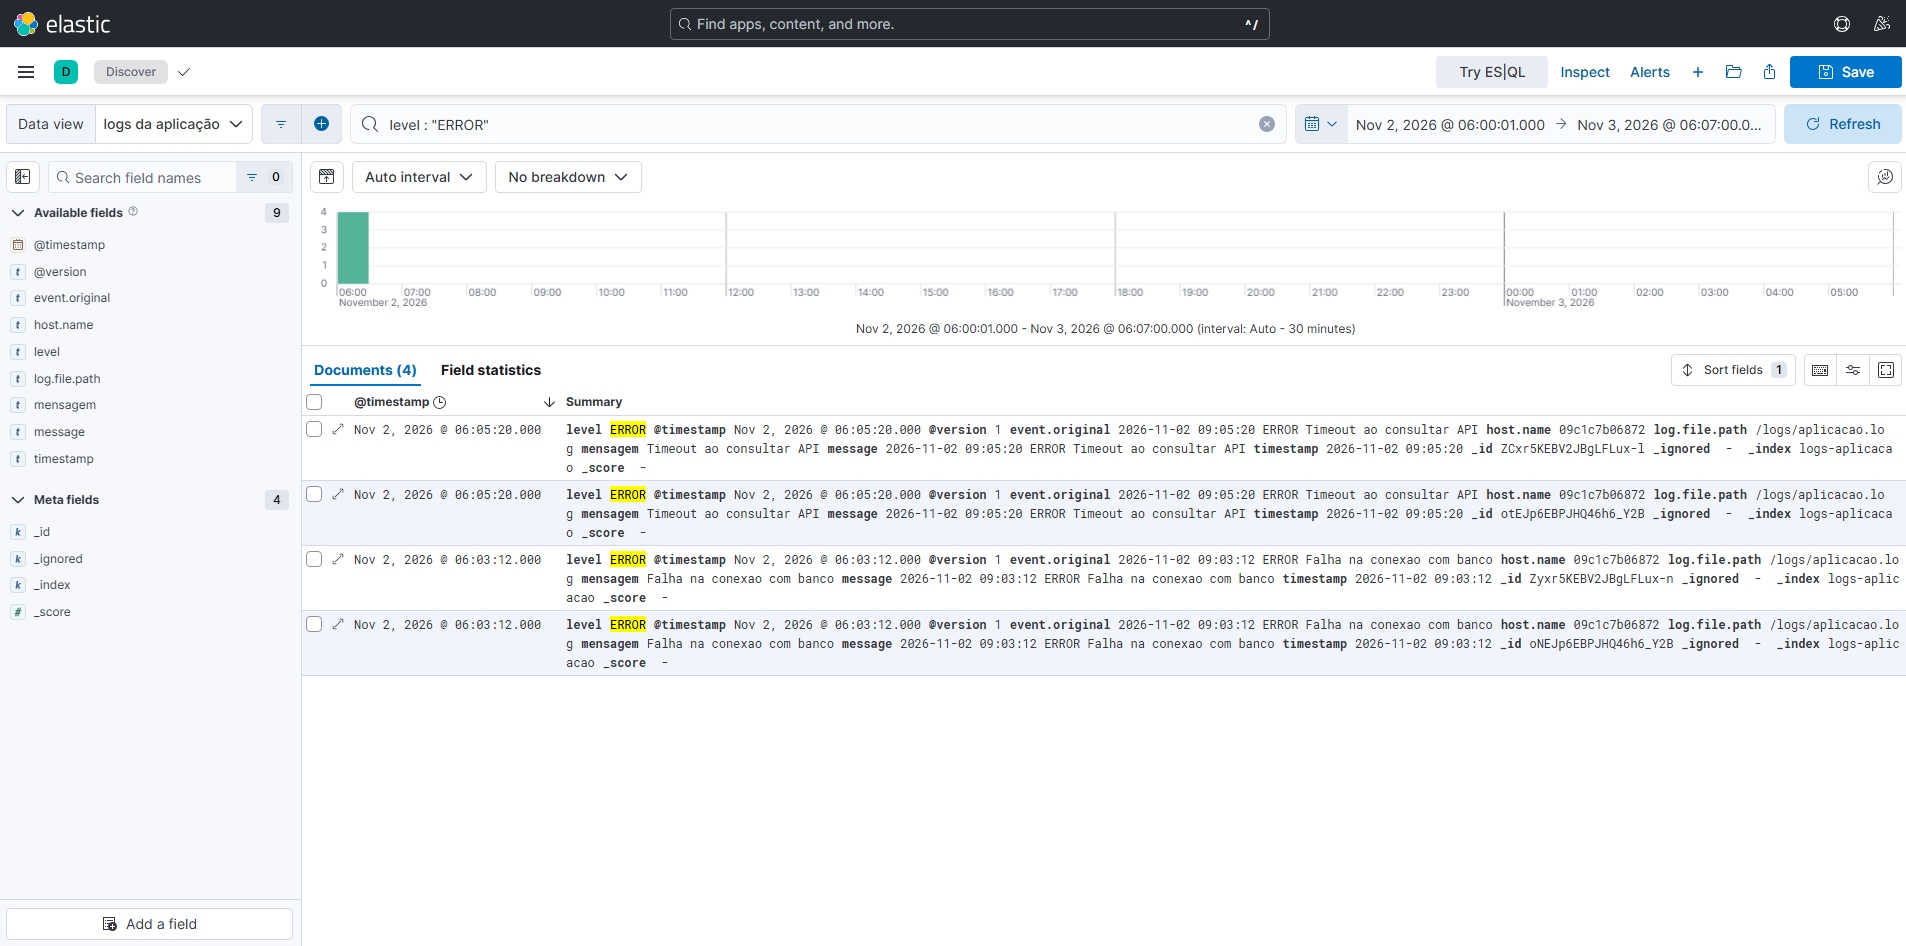 elastic
Find apps, content, and more.
^/
D
Discover
Try ES|QL
Inspect
Alerts
Save
Data view
logs da aplicação
level : "ERROR"
Nov 2, 2026 @ 06:00:01.000
Nov 3, 2026 @ 06:07:00.0...
Refresh
Search field names
0
Auto interval
No breakdown
Available fields
9
@timestamp
t @version
t event.original
t host.name
t level
t log.file.path
t mensagem
t message
t timestamp
Meta fields
4
k _id
k _ignored
k _index
# _score
Add a field
4
3
2
1
0
06:00 07:00 08:00 09:00 10:00 11:00 12:00 13:00 14:00 15:00 16:00 17:00 18:00 19:00 20:00 21:00 22:00 23:00 00:00 01:00 02:00 03:00 04:00 05:00
November 2, 2026 November 3, 2026
Nov 2, 2026 @ 06:00:01.000 - Nov 3, 2026 @ 06:07:00.000 (interval: Auto - 30 minutes)
Documents (4)
Field statistics
Sort fields 1
@timestamp
Summary
Nov 2, 2026 @ 06:05:20.000 level ERROR @timestamp Nov 2, 2026 @ 06:05:20.000 @version 1 event.original 2026-11-02 09:05:20 ERROR Timeout ao consultar API host.name 09c1c7b06872 log.file.path /logs/aplicacao.lo
g mensagem Timeout ao consultar API message 2026-11-02 09:05:20 ERROR Timeout ao consultar API timestamp 2026-11-02 09:05:20 _id ZCxr5KEBV2JBgLFLux-l _ignored - _index logs-aplicaca
o _score -
Nov 2, 2026 @ 06:05:20.000 level ERROR @timestamp Nov 2, 2026 @ 06:05:20.000 @version 1 event.original 2026-11-02 09:05:20 ERROR Timeout ao consultar API host.name 09c1c7b06872 log.file.path /logs/aplicacao.lo
g mensagem Timeout ao consultar API message 2026-11-02 09:05:20 ERROR Timeout ao consultar API timestamp 2026-11-02 09:05:20 _id otEJp6EBPJHQ46h6_Y2B _ignored - _index logs-aplicaca
o _score -
Nov 2, 2026 @ 06:03:12.000 level ERROR @timestamp Nov 2, 2026 @ 06:03:12.000 @version 1 event.original 2026-11-02 09:03:12 ERROR Falha na conexao com banco host.name 09c1c7b06872 log.file.path /logs/aplicacao.lo
g mensagem Falha na conexao com banco message 2026-11-02 09:03:12 ERROR Falha na conexao com banco timestamp 2026-11-02 09:03:12 _id Zyxr5KEBV2JBgLFLux-n _ignored - _index logs-aplic
acao _score -
Nov 2, 2026 @ 06:03:12.000 level ERROR @timestamp Nov 2, 2026 @ 06:03:12.000 @version 1 event.original 2026-11-02 09:03:12 ERROR Falha na conexao com banco host.name 09c1c7b06872 log.file.path /logs/aplicacao.lo
g mensagem Falha na conexao com banco message 2026-11-02 09:03:12 ERROR Falha na conexao com banco timestamp 2026-11-02 09:03:12 _id oNEJp6EBPJHQ46h6_Y2B _ignored - _index logs-aplic
acao _score -